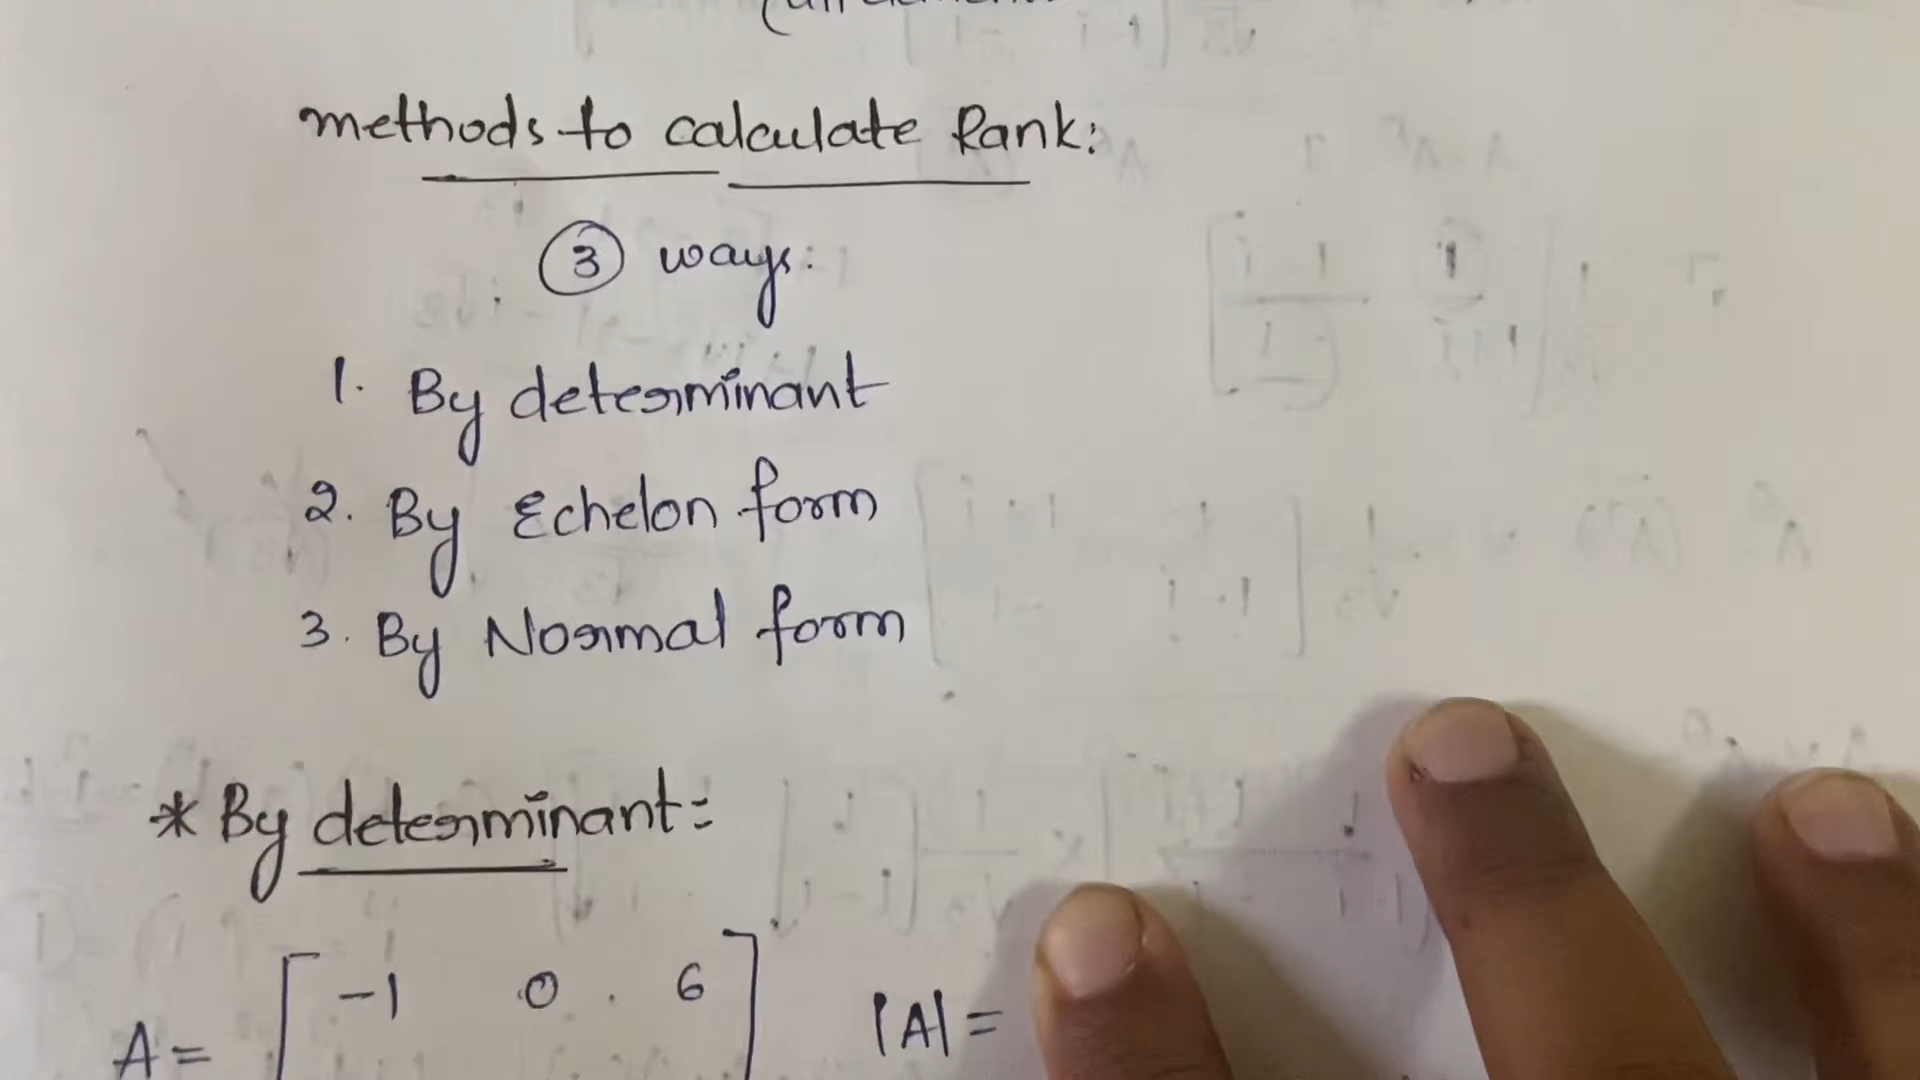 methods to calculate Rank:
3 ways:
1. By determinant
2. By Echelon form
3. By Normal form
* By determinant:
A = [ -1 0 6 ] |A| =